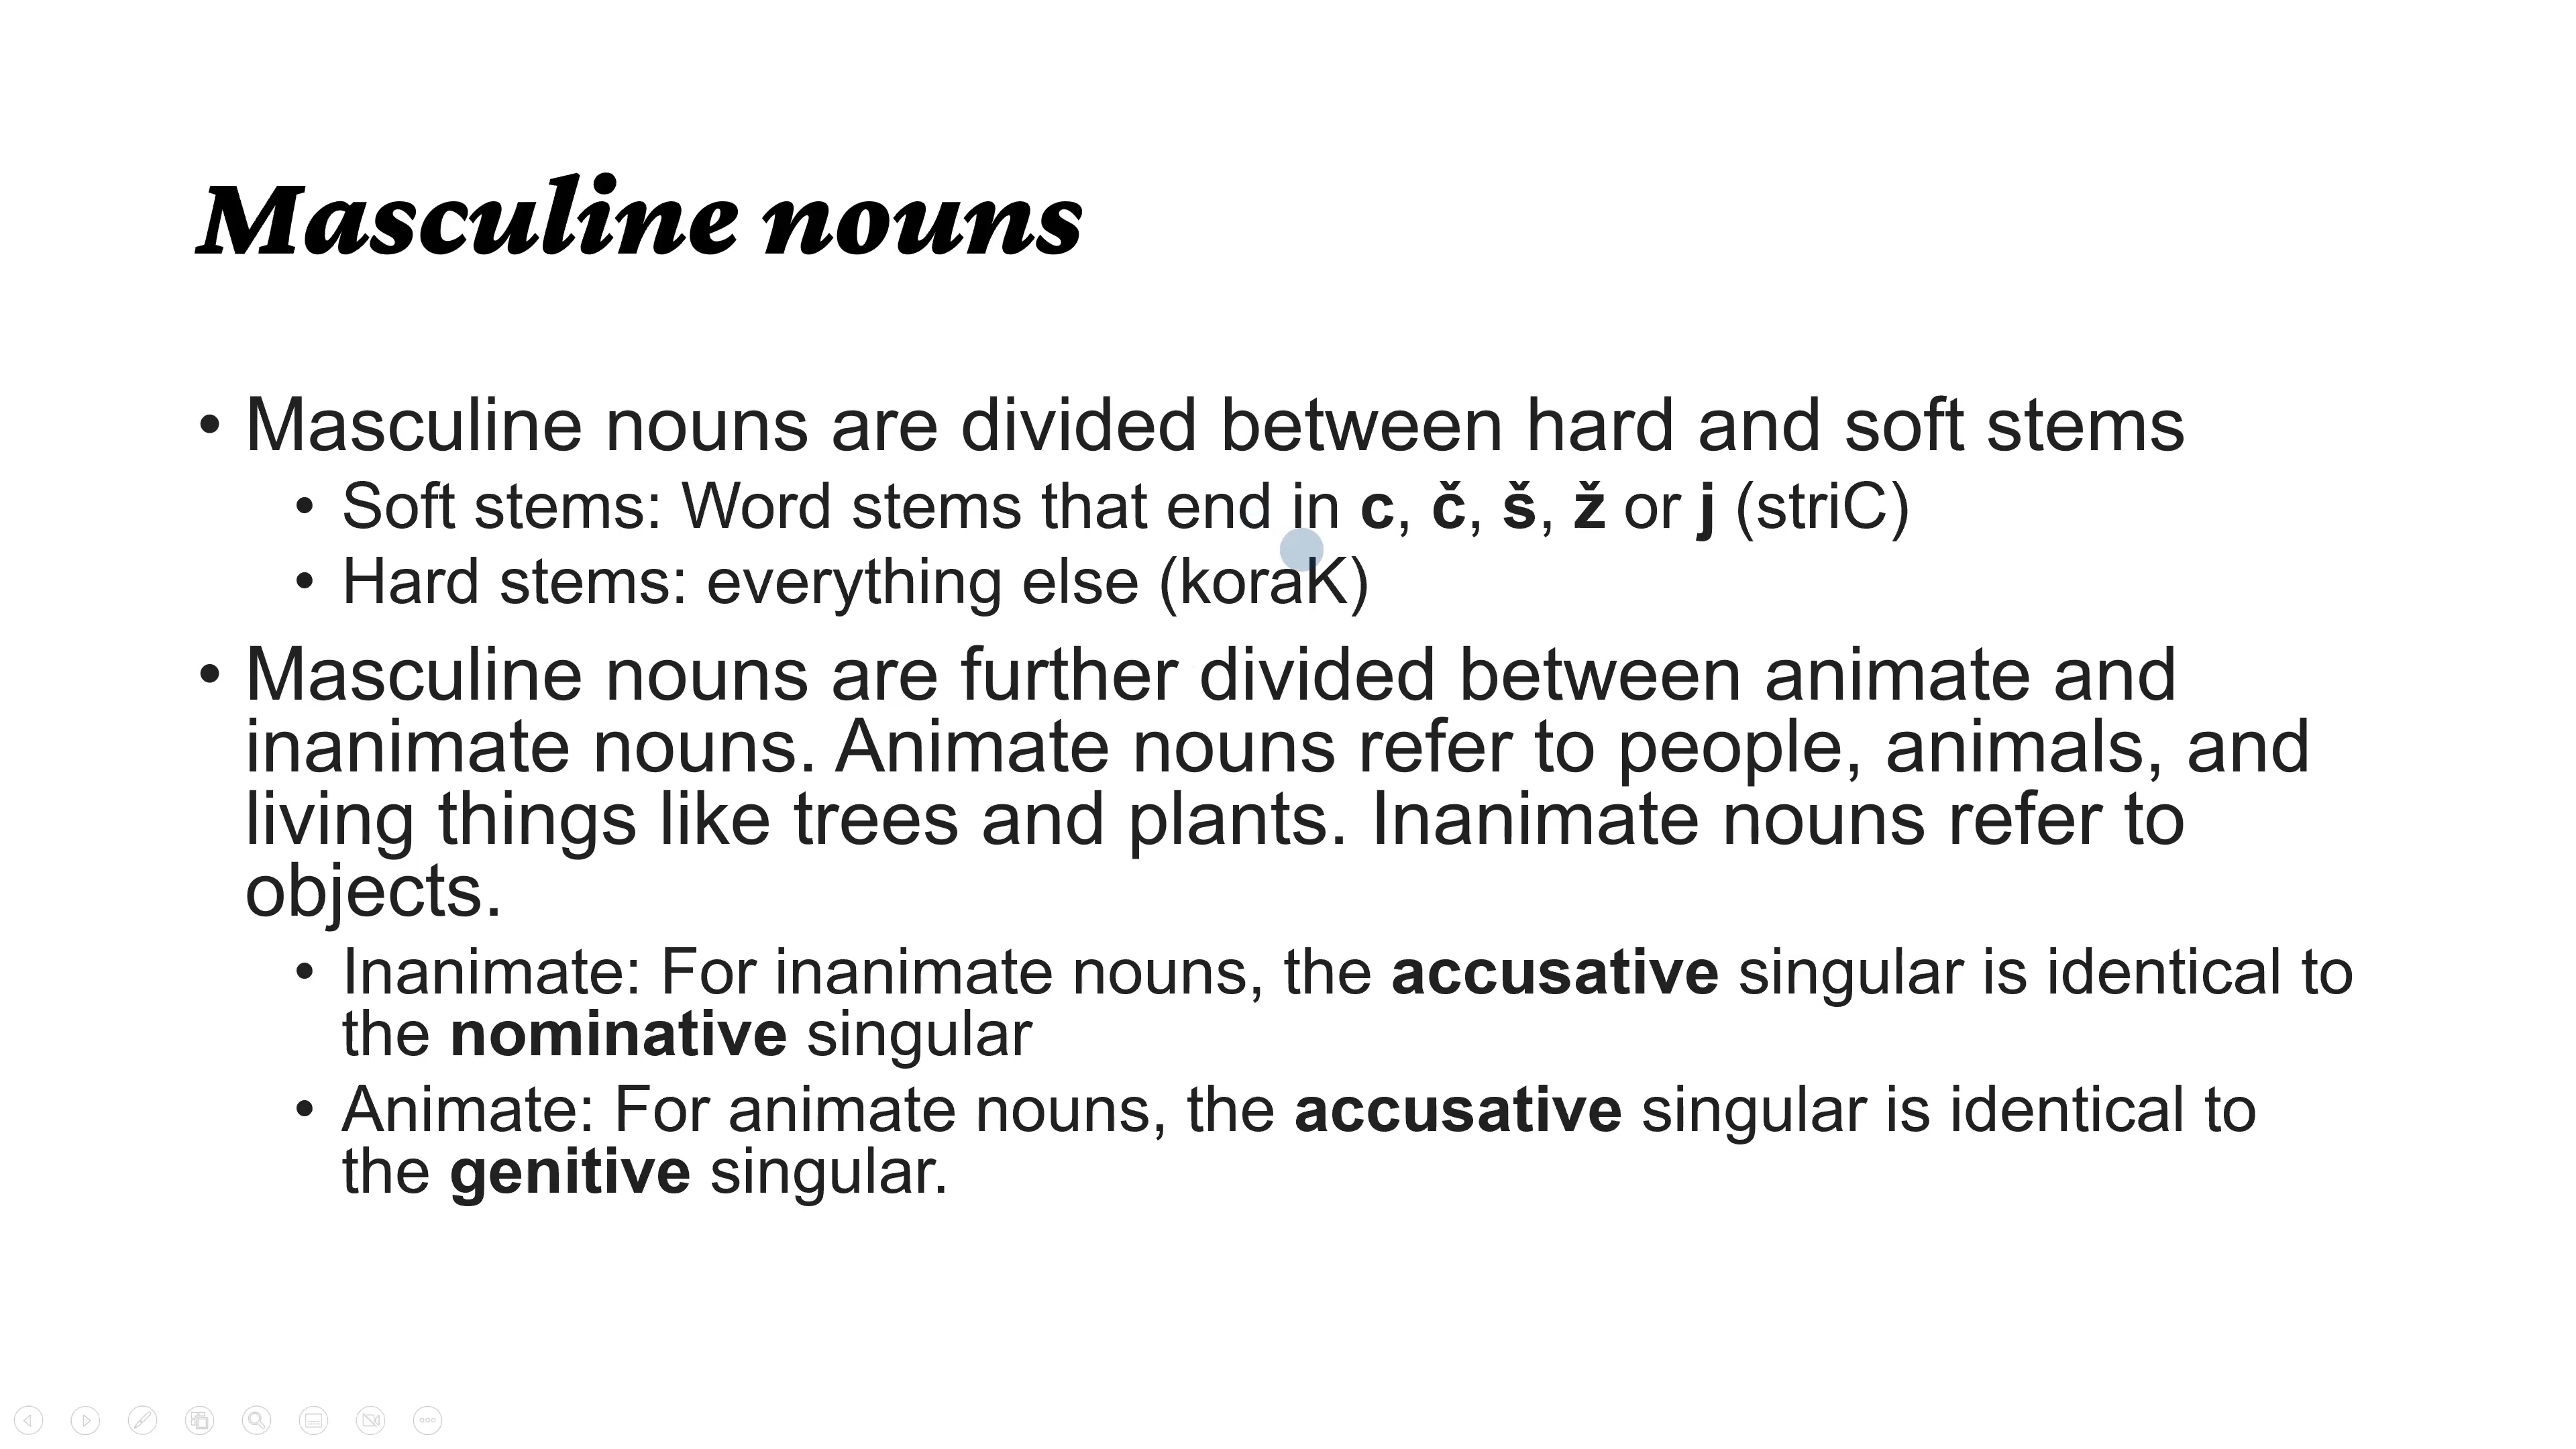 Masculine nouns
• Masculine nouns are divided between hard and soft stems
• Soft stems: Word stems that end in c, č, š, ž or j (striC)
• Hard stems: everything else (koraK)
• Masculine nouns are further divided between animate and
inanimate nouns. Animate nouns refer to people, animals, and
living things like trees and plants. Inanimate nouns refer to
objects.
• Inanimate: For inanimate nouns, the accusative singular is identical to
the nominative singular
• Animate: For animate nouns, the accusative singular is identical to
the genitive singular.